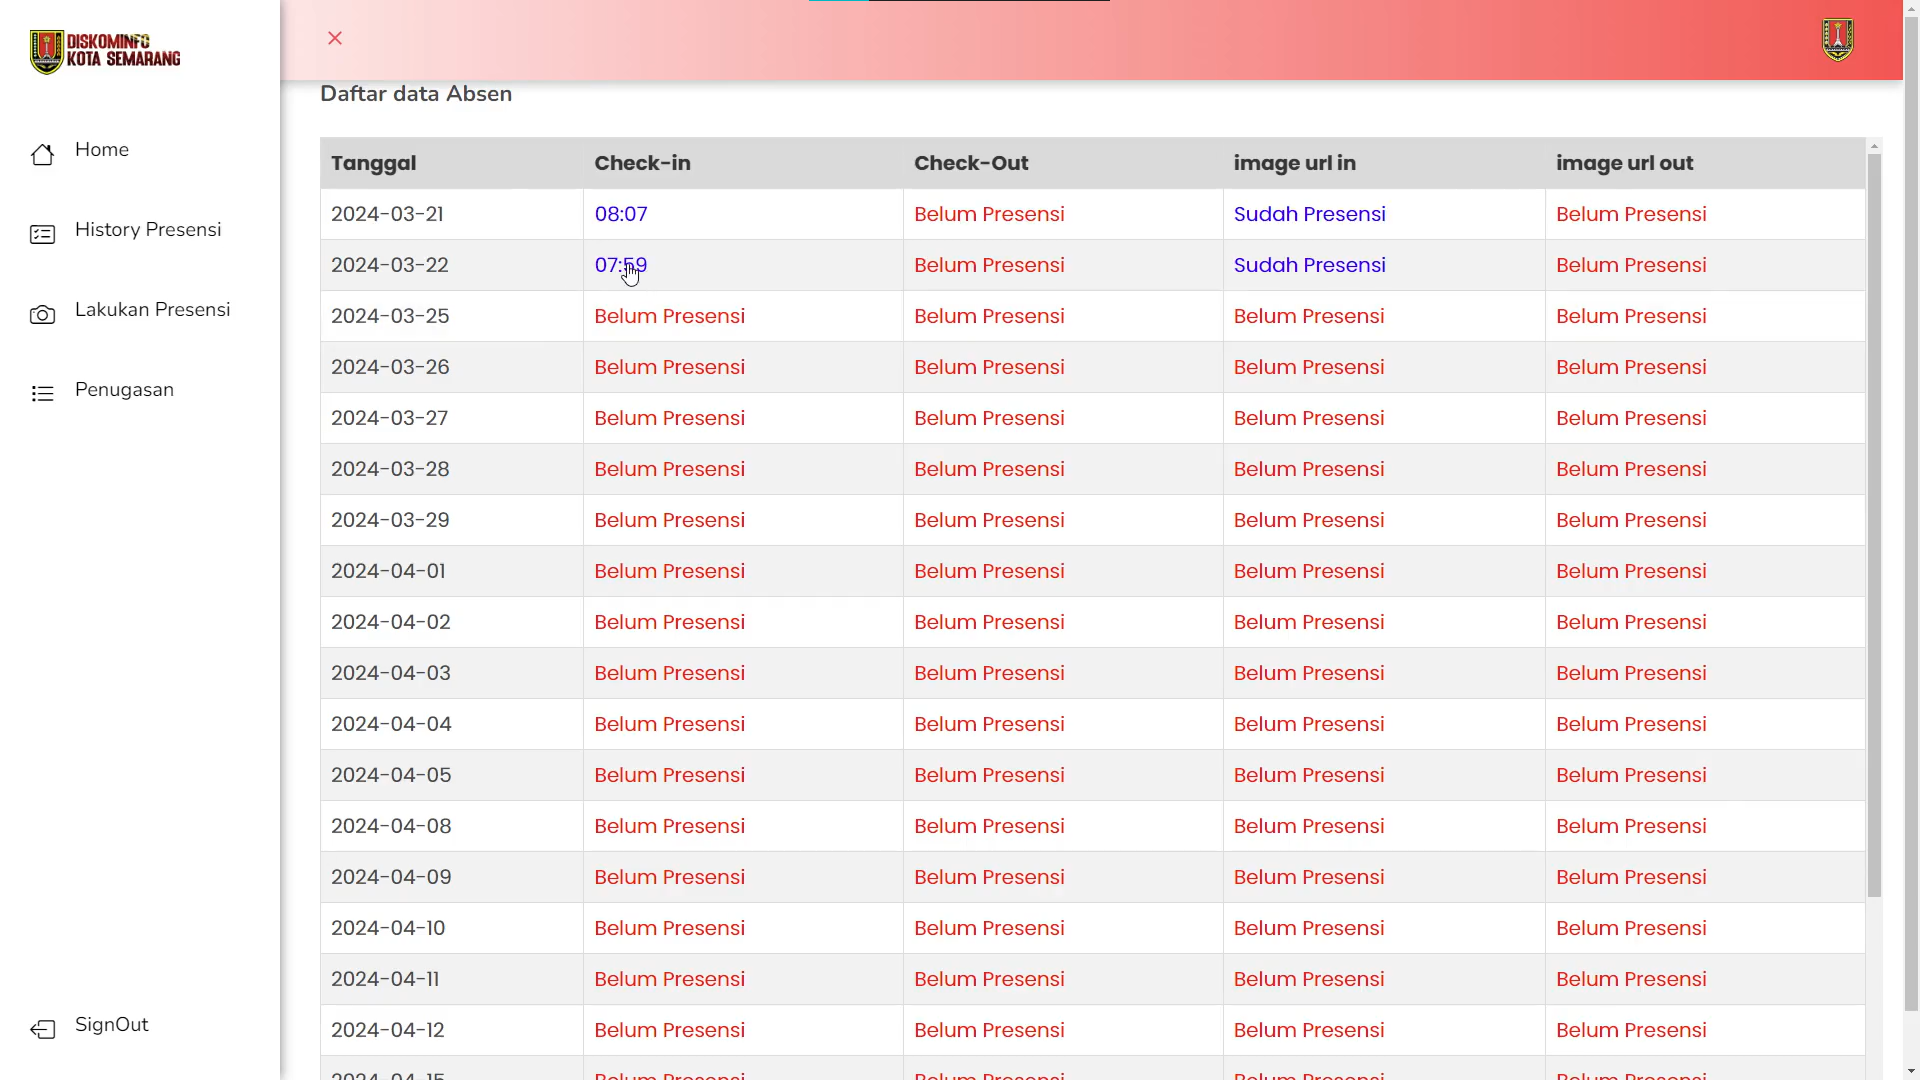 DISKOMINFO
KOTA SEMARANG
Home
History Presensi
Lakukan Presensi
Penugasan
SignOut
Daftar data Absen
Tanggal Check-in Check-Out image url in image url out
2024-03-21 08:07 Belum Presensi Sudah Presensi Belum Presensi
2024-03-22 07:59 Belum Presensi Sudah Presensi Belum Presensi
2024-03-25 Belum Presensi Belum Presensi Belum Presensi Belum Presensi
2024-03-26 Belum Presensi Belum Presensi Belum Presensi Belum Presensi
2024-03-27 Belum Presensi Belum Presensi Belum Presensi Belum Presensi
2024-03-28 Belum Presensi Belum Presensi Belum Presensi Belum Presensi
2024-03-29 Belum Presensi Belum Presensi Belum Presensi Belum Presensi
2024-04-01 Belum Presensi Belum Presensi Belum Presensi Belum Presensi
2024-04-02 Belum Presensi Belum Presensi Belum Presensi Belum Presensi
2024-04-03 Belum Presensi Belum Presensi Belum Presensi Belum Presensi
2024-04-04 Belum Presensi Belum Presensi Belum Presensi Belum Presensi
2024-04-05 Belum Presensi Belum Presensi Belum Presensi Belum Presensi
2024-04-08 Belum Presensi Belum Presensi Belum Presensi Belum Presensi
2024-04-09 Belum Presensi Belum Presensi Belum Presensi Belum Presensi
2024-04-10 Belum Presensi Belum Presensi Belum Presensi Belum Presensi
2024-04-11 Belum Presensi Belum Presensi Belum Presensi Belum Presensi
2024-04-12 Belum Presensi Belum Presensi Belum Presensi Belum Presensi
2024-04-15 Belum Presensi Belum Presensi Belum Presensi Belum Presensi